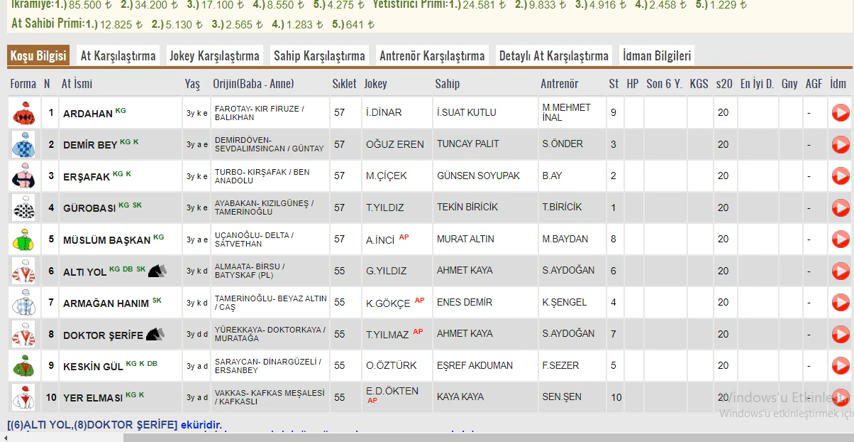 İkramiye:1.) 85.500 ₺ 2.) 34.200 ₺ 3.) 17.100 ₺ 4.) 8.550 ₺ 5.) 4.275 ₺ Yetiştirici Primi:1.) 24.581 ₺ 2.) 9.833 ₺ 3.) 4.916 ₺ 4.) 2.458 ₺ 5.) 1.229 ₺
At Sahibi Primi:1.) 12.825 ₺ 2.) 5.130 ₺ 3.) 2.565 ₺ 4.) 1.283 ₺ 5.) 641 ₺
Koşu Bilgisi At Karşılaştırma Jokey Karşılaştırma Sahip Karşılaştırma Antrenör Karşılaştırma Detaylı At Karşılaştırma İdman Bilgileri
Forma N At İsmi Yaş Orijin(Baba - Anne) Sıklet Jokey Sahip Antrenör St HP Son 6 Y. KGS s20 En İyi D. Gny AGF İdm
1 ARDAHAN KG 3y k e FAROTAY- KIR FİRUZE / BALIKHAN 57 İ.DİNAR İ.SUAT KUTLU M.MEHMET İNAL 9 20 -
2 DEMİR BEY KG K 3y a e DEMİRDÖVEN- SEVDALIMSINCAN / GÜNTAY 57 OĞUZ EREN TUNCAY PALIT S.ÖNDER 3 20 -
3 ERŞAFAK KG K 3y k e TURBO- KIRŞAFAK / BEN ANADOLU 57 M.ÇİÇEK GÜNSEN SOYUPAK B.AY 2 20 -
4 GÜROBASI KG SK 3y k e AYABAKAN- KIZILGÜNEŞ / TAMERİNOĞLU 57 T.YILDIZ TEKİN BİRİCİK T.BİRİCİK 1 20 -
5 MÜSLÜM BAŞKAN KG 3y a e UÇANOĞLU- DELTA / SATVETHAN 57 A.İNCİ AP MURAT ALTIN M.BAYDAN 8 20 -
6 ALTI YOL KG DB SK 3y k d ALMAATA- BİRSU / BATYSKAF (PL) 55 G.YILDIZ AHMET KAYA S.AYDOĞAN 6 20 -
7 ARMAĞAN HANIM SK 3y k d TAMERİNOĞLU- BEYAZ ALTIN / CAŞ 55 K.GÖKÇE AP ENES DEMİR K.ŞENGEL 4 20 -
8 DOKTOR ŞERİFE 3y d d YÜREKKAYA- DOKTORKAYA / MURATAĞA 55 T.YILMAZ AP AHMET KAYA S.AYDOĞAN 7 20 -
9 KESKİN GÜL KG K DB 3y a d SARAYCAN- DİNARGÜZELİ / ERSANBEY 55 O.ÖZTÜRK EŞREF AKDUMAN F.SEZER 5 20 -
10 YER ELMASI KG K 3y a d VAKKAS- KAFKAS MEŞALESİ / KAFKASLI 55 E.D.ÖKTEN AP KAYA KAYA SEN.ŞEN 10 20 -
Windows'u Etkinleştir
Windows'u etkinleştirmek için
[(6)ALTI YOL,(8)DOKTOR ŞERİFE] eküridir.